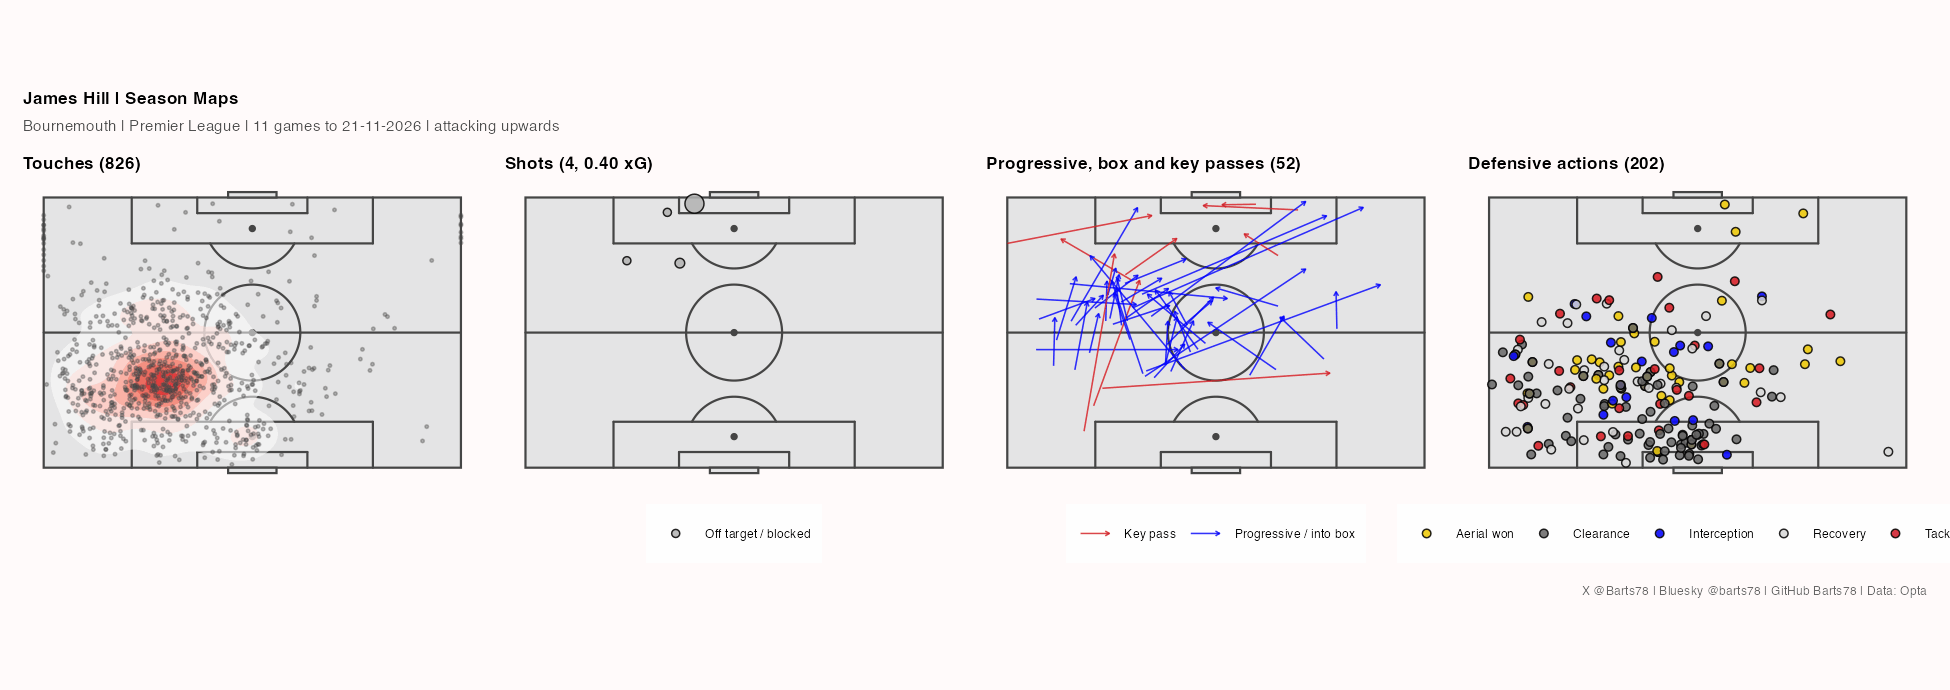 James Hill | Season Maps
Bournemouth | Premier League | 11 games to 21-11-2026 | attacking upwards
Touches (826)
Shots (4, 0.40 xG)
Progressive, box and key passes (52)
Defensive actions (202)
Off target / blocked
Key pass
Progressive / into box
Aerial won
Clearance
Interception
Recovery
Tack
X @Barts78 | Bluesky @barts78 | GitHub Barts78 | Data: Opta